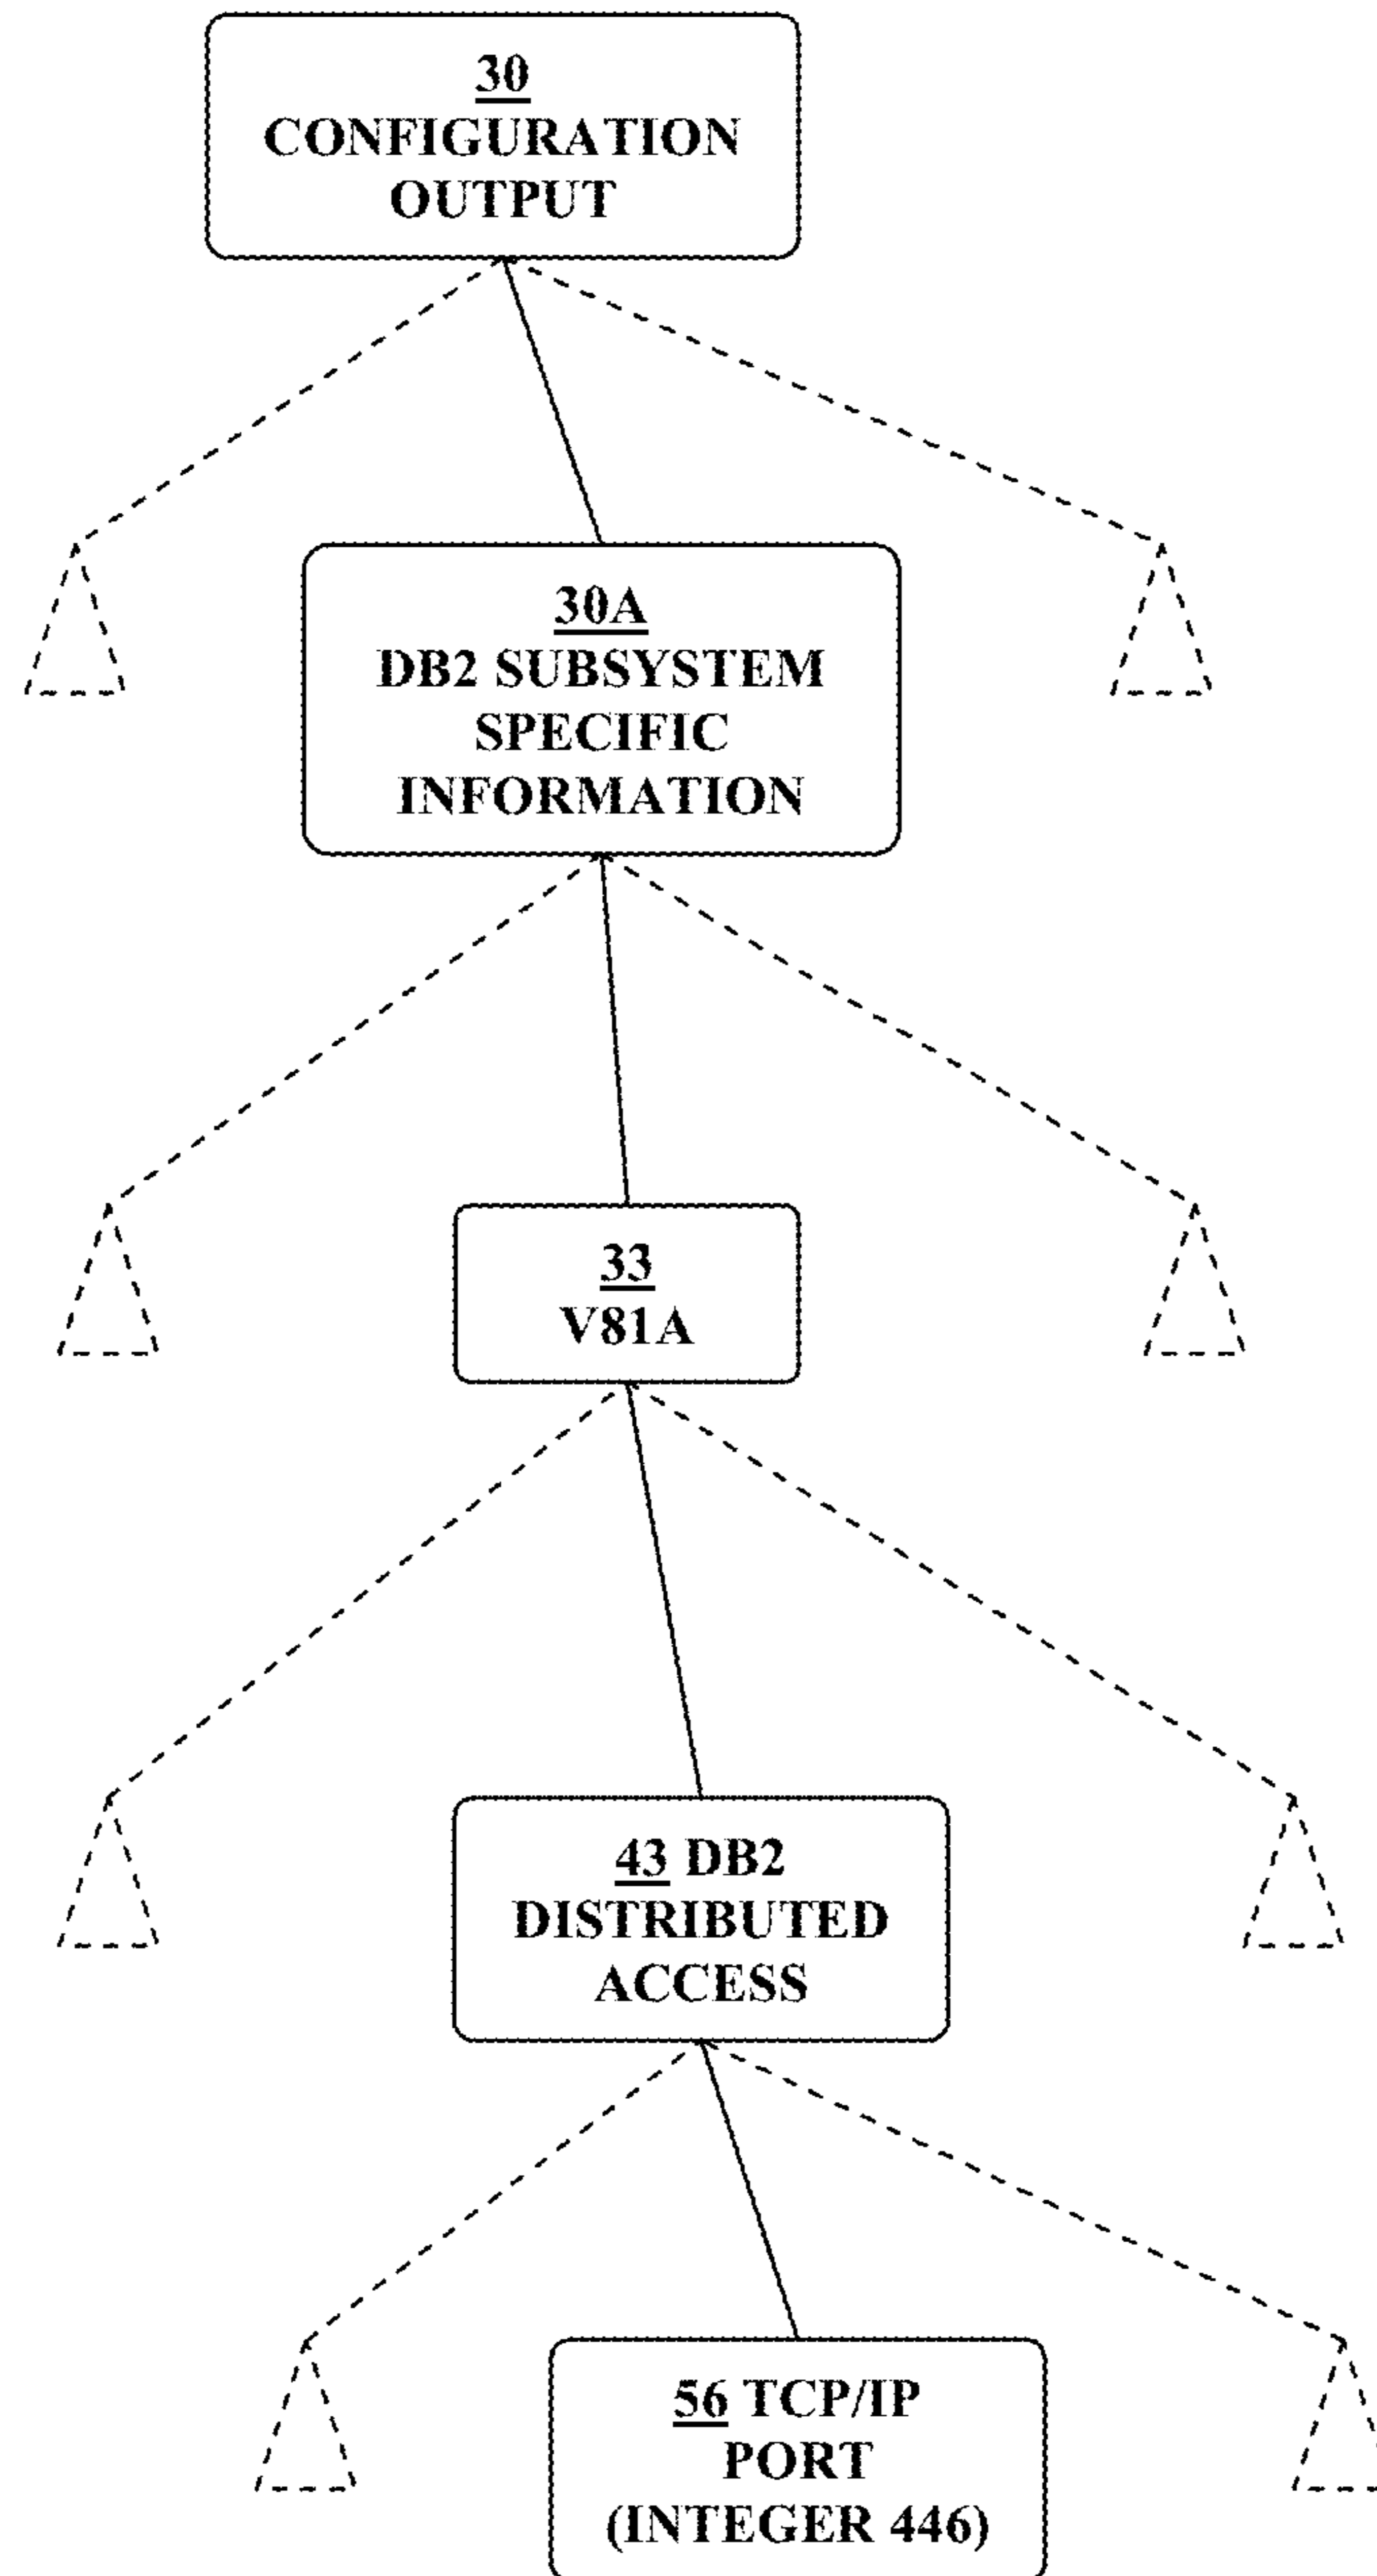 30
CONFIGURATION
OUTPUT
30A
DB2 SUBSYSTEM
SPECIFIC
INFORMATION
33
V81A
43 DB2
DISTRIBUTED
ACCESS
56 TCP/IP
PORT
(INTEGER 446)